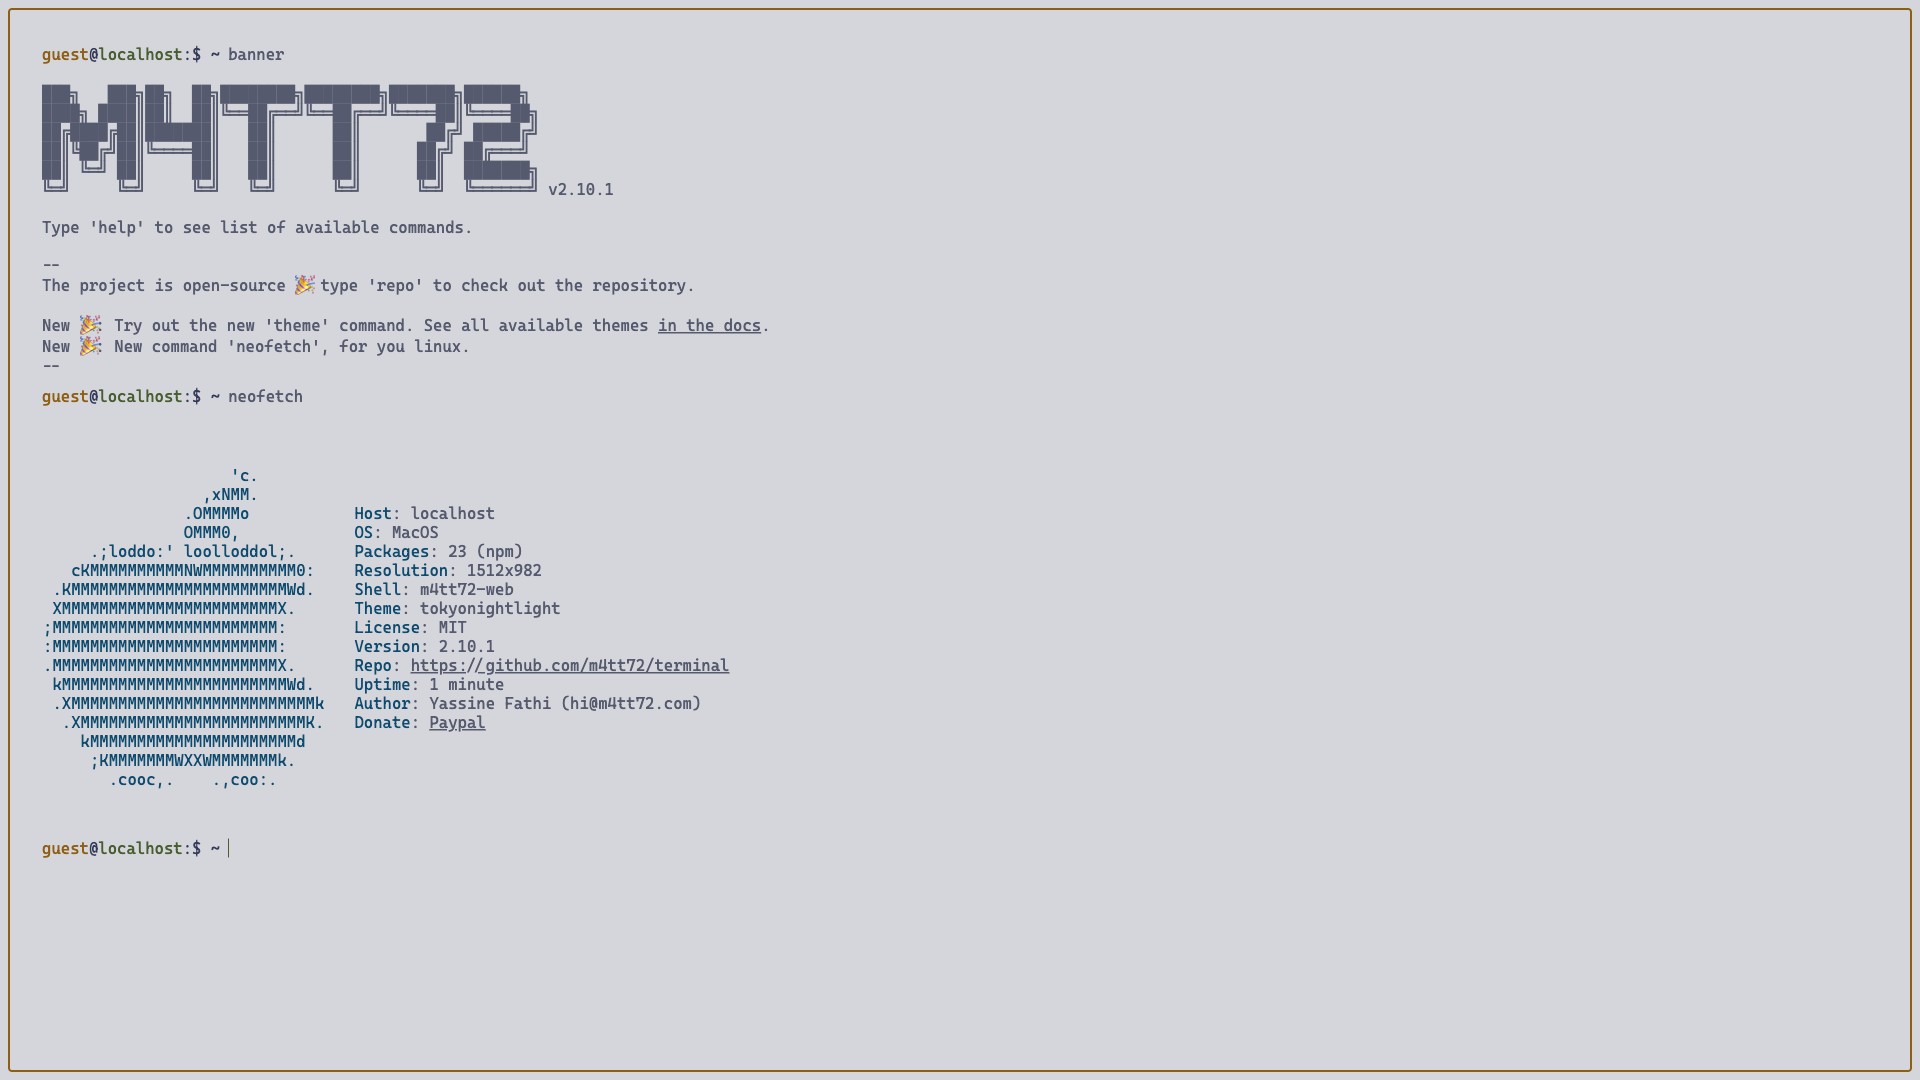 guest@localhost:$ ~ banner
M4TT72 v2.10.1
Type 'help' to see list of available commands.
--
The project is open-source 🎉 type 'repo' to check out the repository.
New 🎉: Try out the new 'theme' command. See all available themes in the docs.
New 🎉: New command 'neofetch', for you linux.
--
guest@localhost:$ ~ neofetch
'c.
,xNMM.
.OMMMMo Host: localhost
OMMM0, OS: MacOS
.;loddo:' loolloddol;. Packages: 23 (npm)
cKMMMMMMMMMMNWMMMMMMMMMM0: Resolution: 1512x982
.KMMMMMMMMMMMMMMMMMMMMMMMWd. Shell: m4tt72-web
XMMMMMMMMMMMMMMMMMMMMMMMX. Theme: tokyonightlight
;MMMMMMMMMMMMMMMMMMMMMMMM: License: MIT
:MMMMMMMMMMMMMMMMMMMMMMMM: Version: 2.10.1
.MMMMMMMMMMMMMMMMMMMMMMMMX. Repo: https://github.com/m4tt72/terminal
kMMMMMMMMMMMMMMMMMMMMMMMMWd. Uptime: 1 minute
.XMMMMMMMMMMMMMMMMMMMMMMMMMMk Author: Yassine Fathi (hi@m4tt72.com)
.XMMMMMMMMMMMMMMMMMMMMMMMMK. Donate: Paypal
kMMMMMMMMMMMMMMMMMMMMMMd
;KMMMMMMMWXXWMMMMMMMk.
.cooc,. .,coo:.
guest@localhost:$ ~